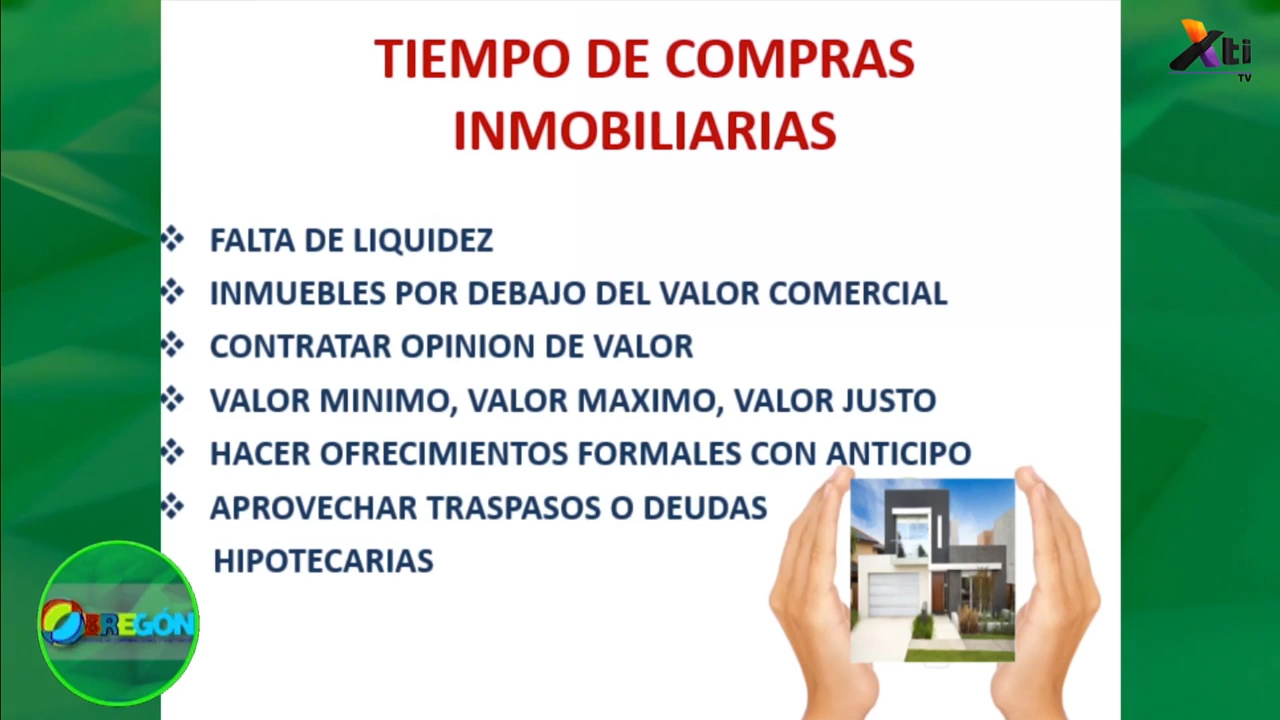 TIEMPO DE COMPRAS
INMOBILIARIAS
Xti
TV
FALTA DE LIQUIDEZ
INMUEBLES POR DEBAJO DEL VALOR COMERCIAL
CONTRATAR OPINION DE VALOR
VALOR MINIMO, VALOR MAXIMO, VALOR JUSTO
HACER OFRECIMIENTOS FORMALES CON ANTICIPO
APROVECHAR TRASPASOS O DEUDAS
HIPOTECARIAS
OBREGÓN